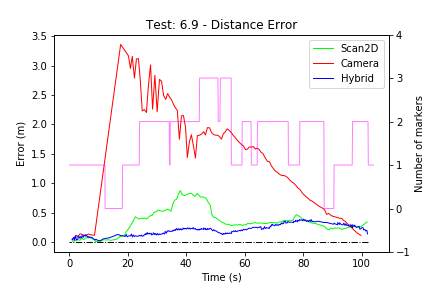 Test: 6.9 - Distance Error
Scan2D
Camera
Hybrid
Error (m)
3.5
3.0
2.5
2.0
1.5
1.0
0.5
0.0
4
3
2
1
0
−1
Number of markers
0 20 40 60 80 100
Time (s)